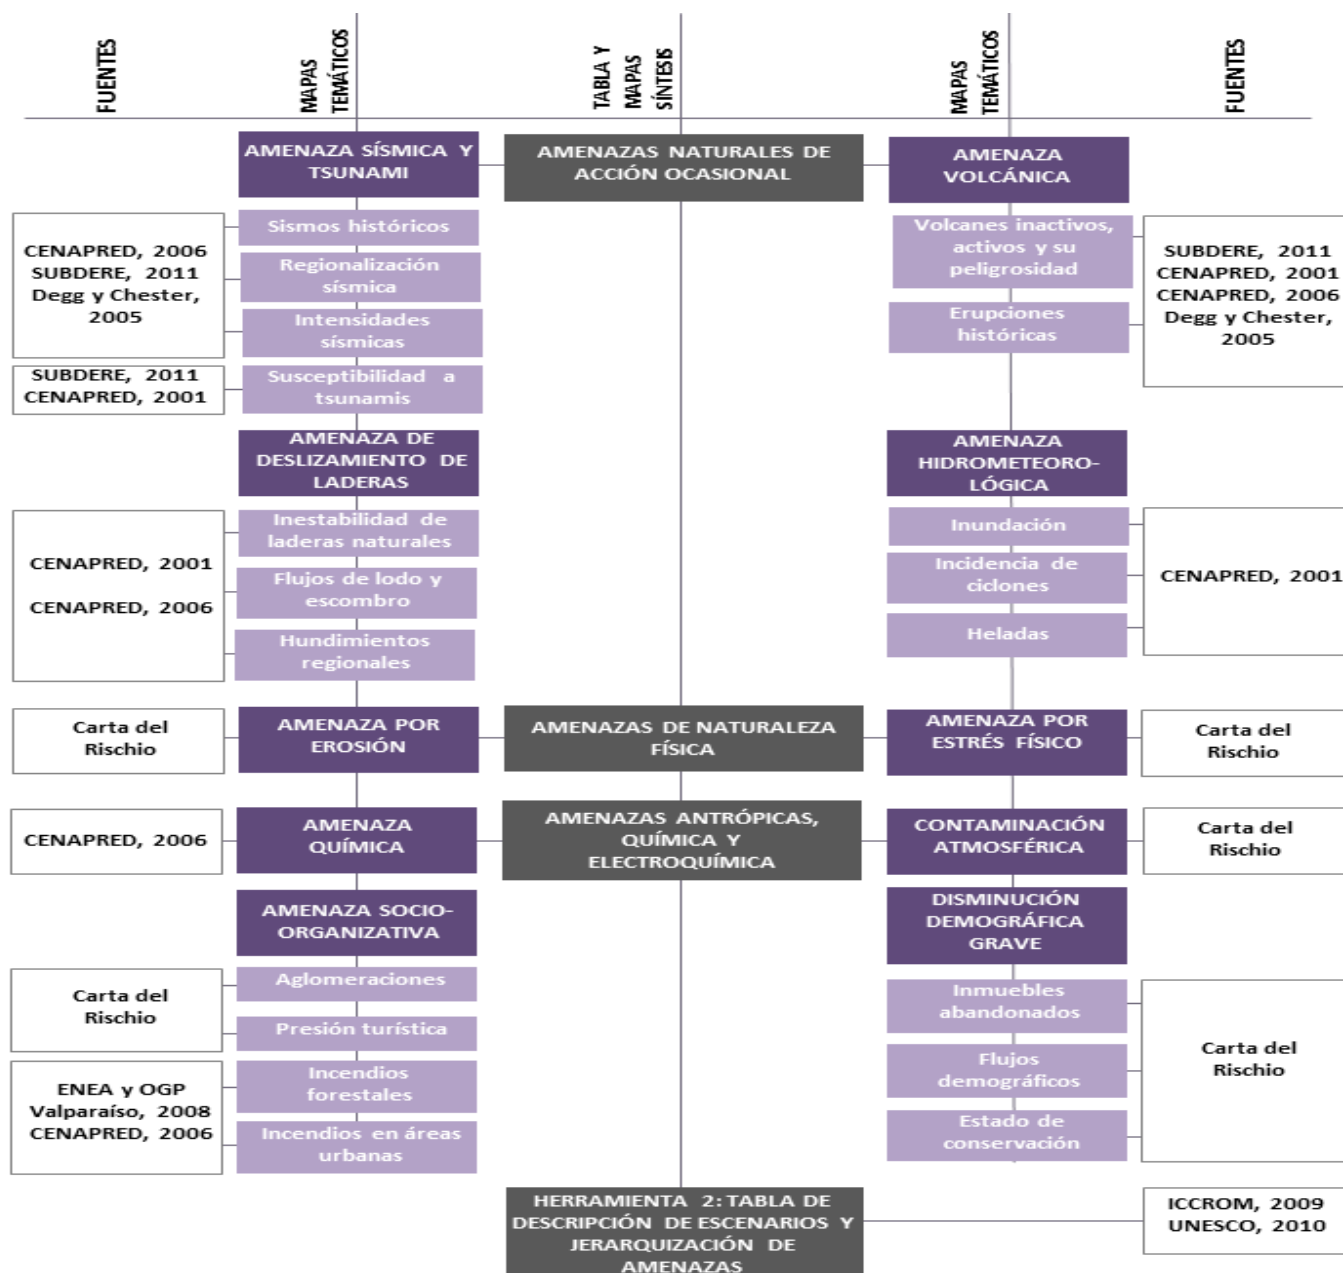 FUENTES
MAPAS
TEMÁTICOS
TABLA Y
MAPAS
SÍNTESIS
MAPAS
TEMÁTICOS
FUENTES
AMENAZA SÍSMICA Y
TSUNAMI
AMENAZAS NATURALES DE
ACCIÓN OCASIONAL
AMENAZA
VOLCÁNICA
CENAPRED, 2006
SUBDERE, 2011
Degg y Chester,
2005
Sismos históricos
Regionalización
sísmica
Intensidades
sísmicas
Volcanes inactivos,
activos y su
peligrosidad
Erupciones
históricas
SUBDERE, 2011
CENAPRED, 2001
CENAPRED, 2006
Degg y Chester,
2005
SUBDERE, 2011
CENAPRED, 2001
Susceptibilidad a
tsunamis
AMENAZA DE
DESLIZAMIENTO DE
LADERAS
AMENAZA
HIDROMETEORO-
LÓGICA
CENAPRED, 2001
CENAPRED, 2006
Inestabilidad de
laderas naturales
Flujos de lodo y
escombro
Hundimientos
regionales
Inundación
Incidencia de
ciclones
Heladas
CENAPRED, 2001
Carta del
Rischio
AMENAZA POR
EROSIÓN
AMENAZAS DE NATURALEZA
FÍSICA
AMENAZA POR
ESTRÉS FÍSICO
Carta del
Rischio
CENAPRED, 2006
AMENAZA
QUÍMICA
AMENAZAS ANTRÓPICAS,
QUÍMICA Y
ELECTROQUÍMICA
CONTAMINACIÓN
ATMOSFÉRICA
Carta del
Rischio
AMENAZA SOCIO-
ORGANIZATIVA
DISMINUCIÓN
DEMOGRÁFICA
GRAVE
Carta del
Rischio
Aglomeraciones
Presión turística
ENEA y OGP
Valparaíso, 2008
CENAPRED, 2006
Incendios
forestales
Incendios en áreas
urbanas
Inmuebles
abandonados
Flujos
demográficos
Estado de
conservación
Carta del
Rischio
HERRAMIENTA 2: TABLA DE
DESCRIPCIÓN DE ESCENARIOS Y
JERARQUIZACIÓN DE
AMENAZAS
ICCROM, 2009
UNESCO, 2010